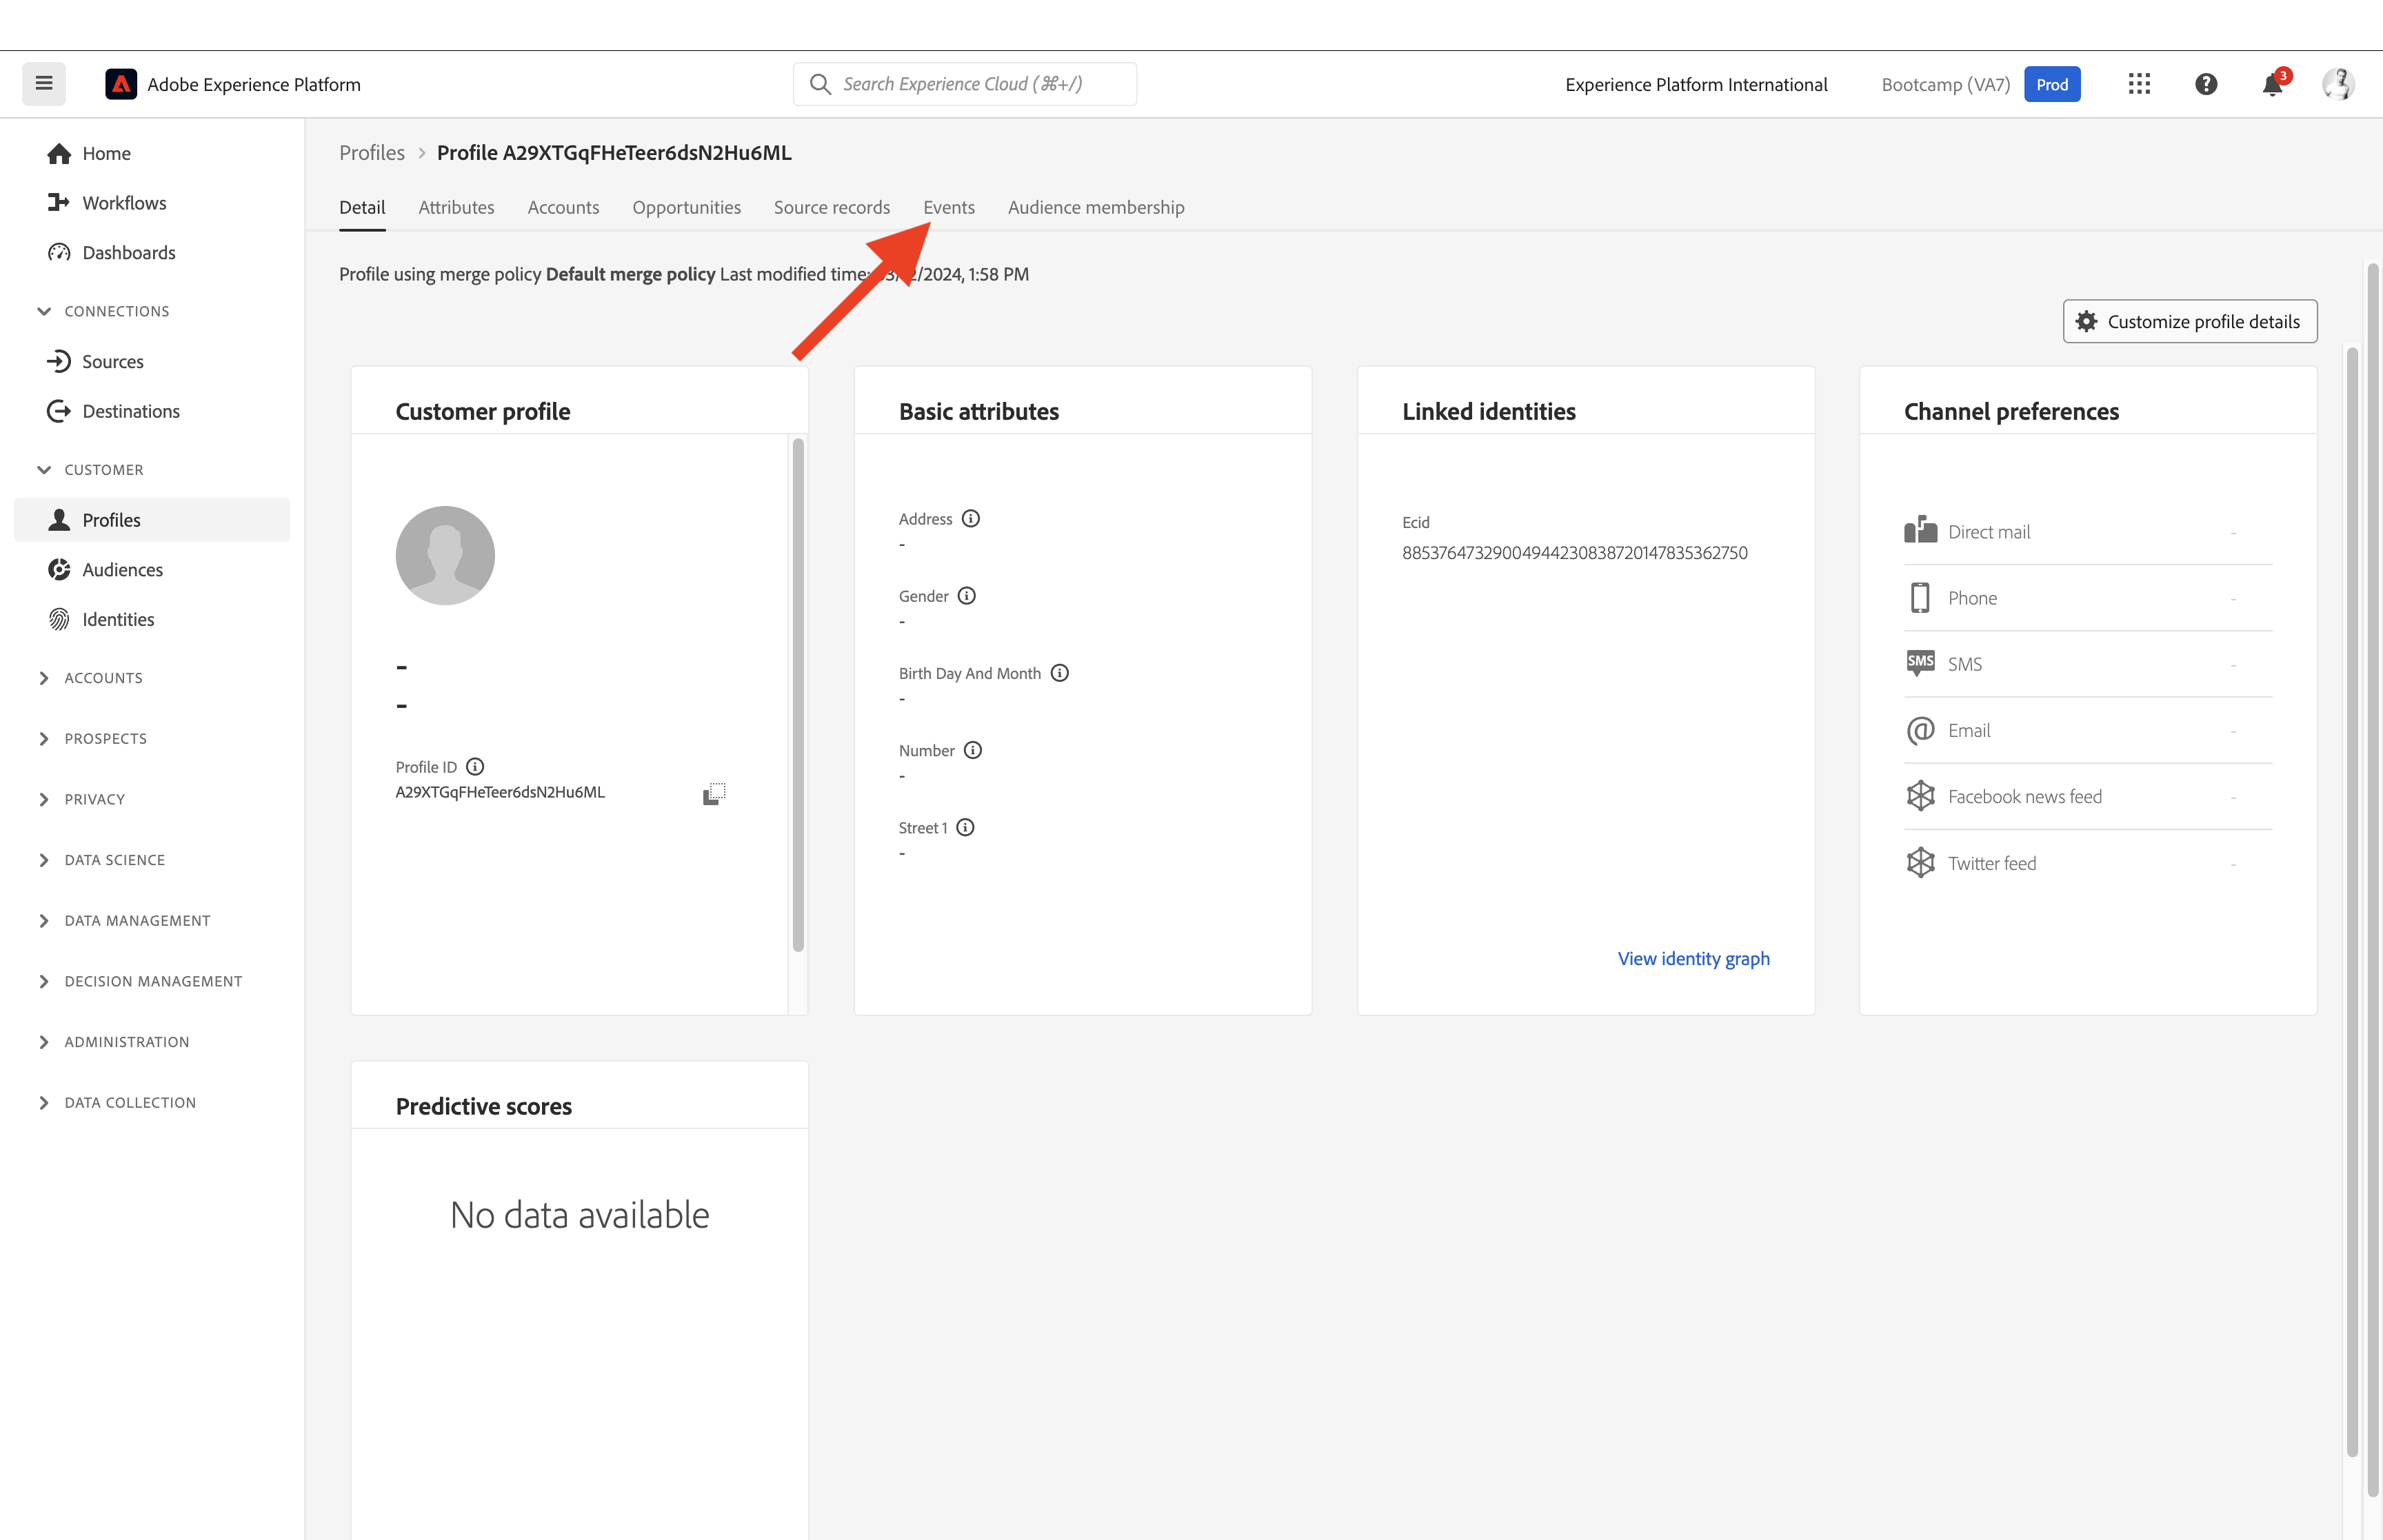 Adobe Experience Platform
Search Experience Cloud (⌘+/)
Experience Platform International
Bootcamp (VA7)
Prod
3
Home
Workflows
Dashboards
CONNECTIONS
Sources
Destinations
CUSTOMER
Profiles
Audiences
Identities
ACCOUNTS
PROSPECTS
PRIVACY
DATA SCIENCE
DATA MANAGEMENT
DECISION MANAGEMENT
ADMINISTRATION
DATA COLLECTION
Profiles > Profile A29XTGqFHeTeer6dsN2Hu6ML
Detail Attributes Accounts Opportunities Source records Events Audience membership
Profile using merge policy Default merge policy Last modified time: /2024, 1:58 PM
Customize profile details
Customer profile
-
-
Profile ID
A29XTGqFHeTeer6dsN2Hu6ML
Basic attributes
Address
-
Gender
-
Birth Day And Month
-
Number
-
Street 1
-
Linked identities
Ecid
88537647329004944230838720147835362750
View identity graph
Channel preferences
Direct mail -
Phone -
SMS SMS -
Email -
Facebook news feed -
Twitter feed -
Predictive scores
No data available